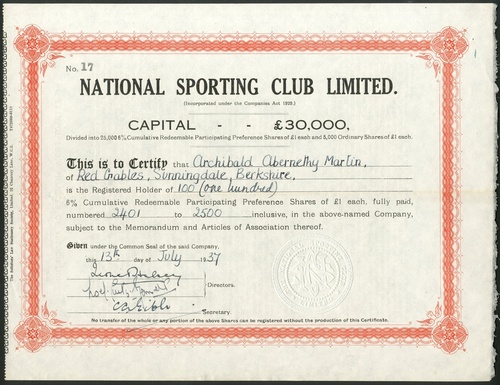 No. 17
NATIONAL SPORTING CLUB LIMITED.
(Incorporated under the Companies Act 1929.)
CAPITAL - - £30,000,
Divided into 25,000 6% Cumulative Redeemable Participating Preference Shares of £1 each and 5,000 Ordinary Shares of £1 each.
This is to Certify that Archibald Abernethy Martin,
of Red Gables, Sunningdale, Berkshire,
is the Registered Holder of 100 (one hundred)
6% Cumulative Redeemable Participating Preference Shares of £1 each, fully paid,
numbered 2401 to 2500 inclusive, in the above-named Company,
subject to the Memorandum and Articles of Association thereof.
Given under the Common Seal of the said Company,
this 13th day of July 1937
Directors.
Secretary.
No transfer of the whole or any portion of the above Shares can be registered without the production of this Certificate.